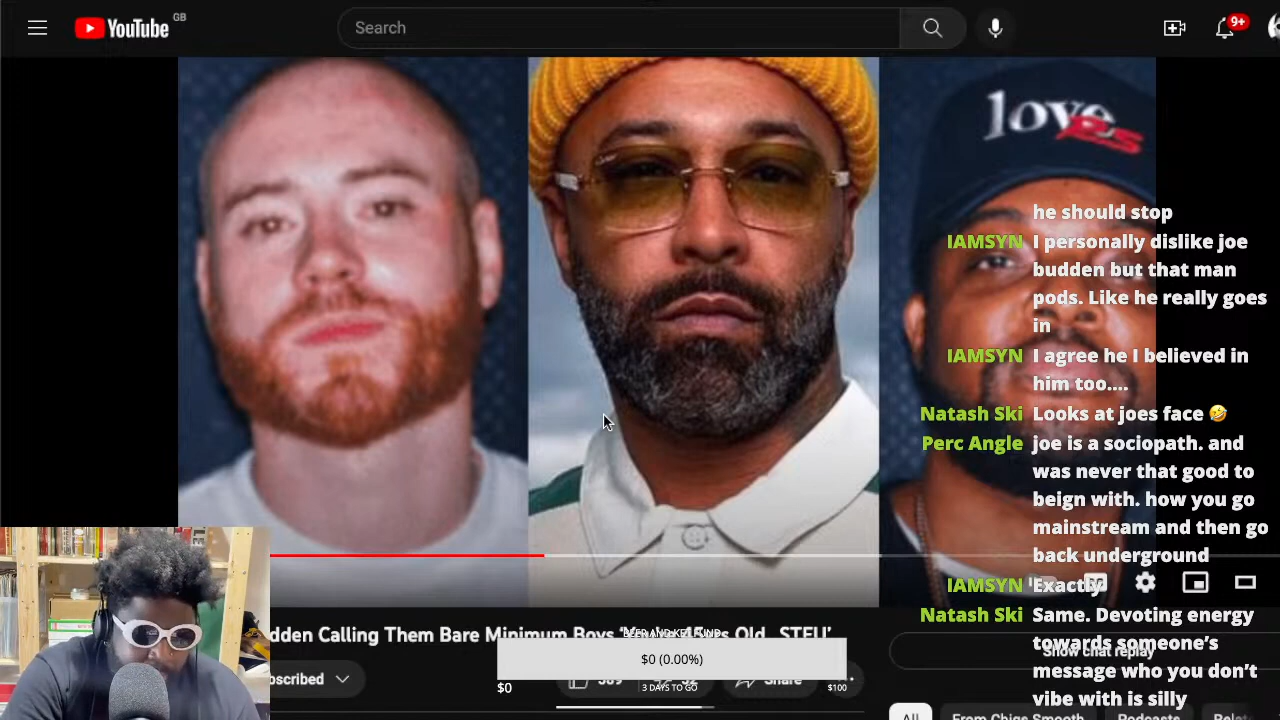 YouTube
GB
Search
9+
love
he should stop
IAMSYN I personally dislike joe
budden but that man
pods. Like he really goes
in
IAMSYN I agree he I believed in
him too....
Natash Ski Looks at joes face 🤣
Perc Angle joe is a sociopath. and
was never that good to
beign with. how you go
mainstream and then go
back underground
IAMSYN 'Exactly
Natash Ski Same. Devoting energy
towards someone's
message who you don't
vibe with is silly
Show chat replay
dden Calling Them Bare Minimum Boys
Old.. STFU'
$0 (0.00%)
scribed
Share
$0
3 DAYS TO GO
$100
All
From Chigs Smooth
Podcasts